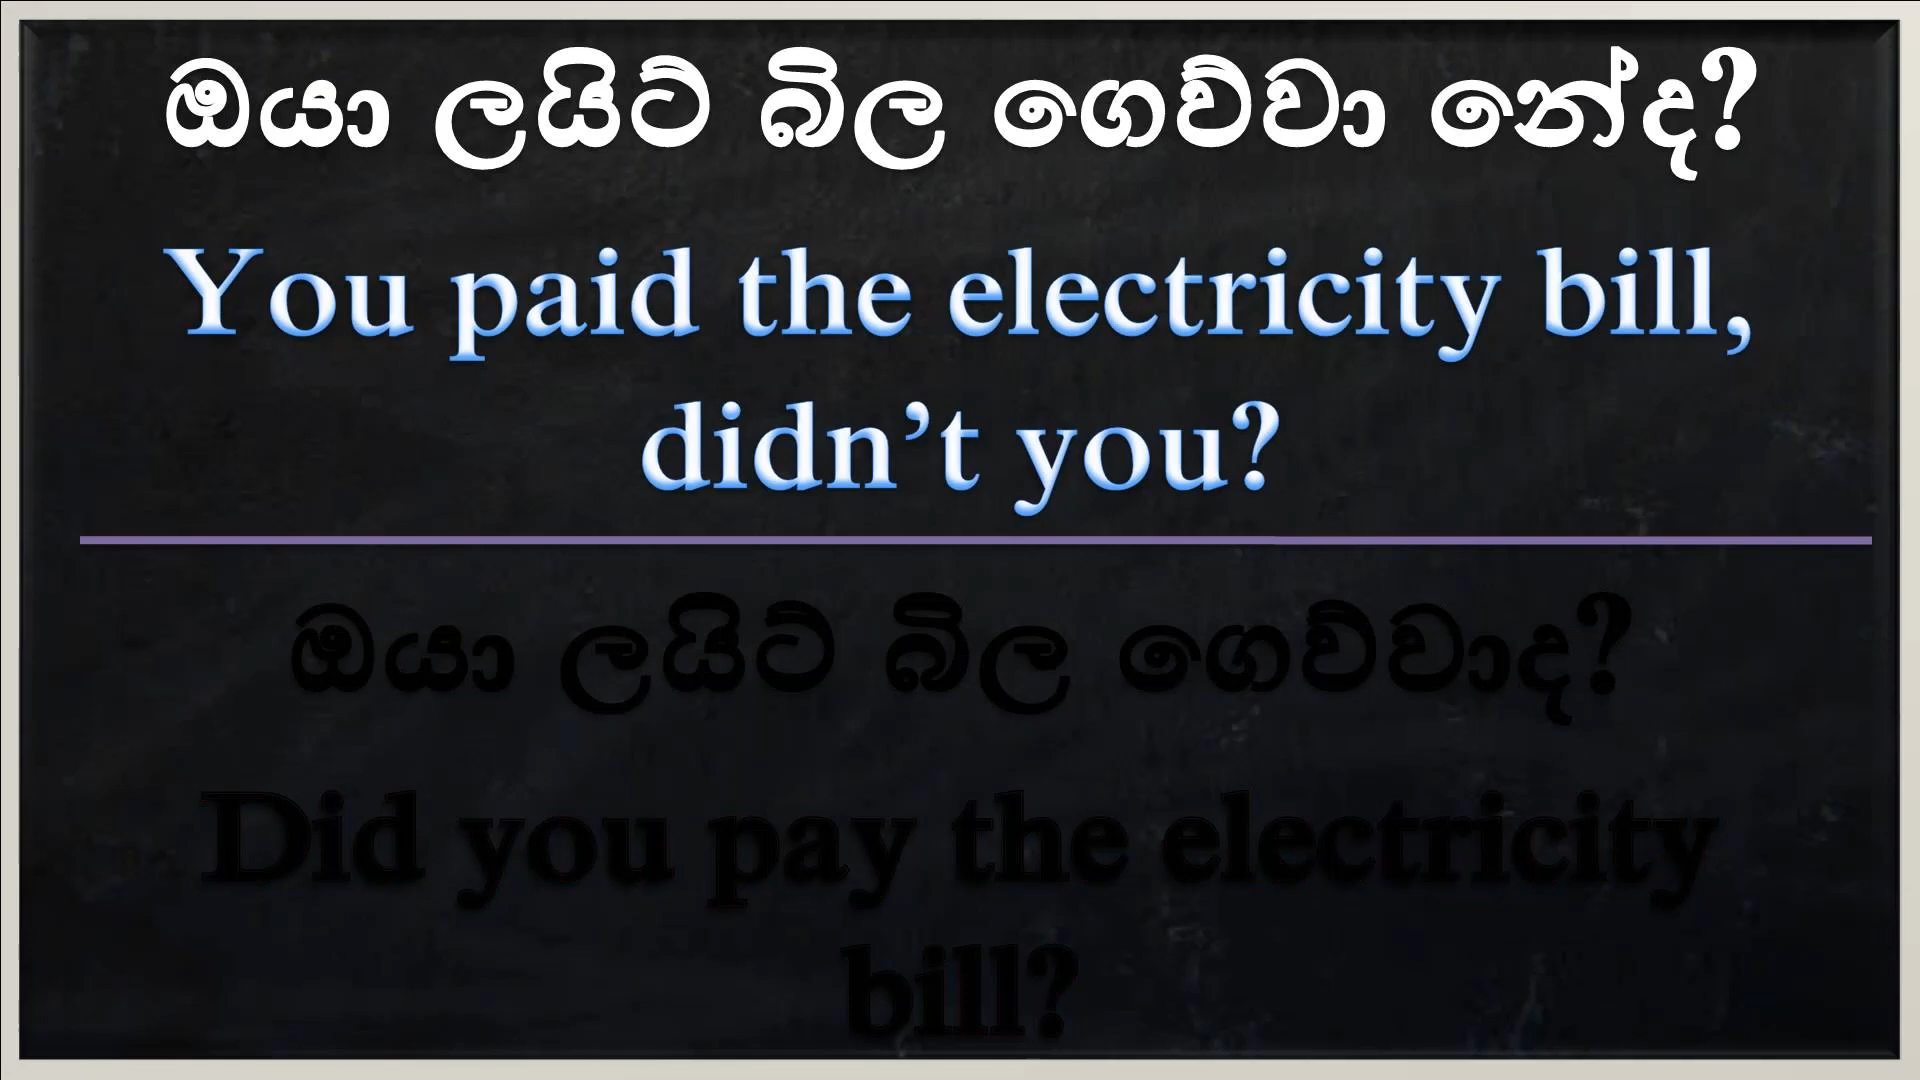 ඔයා ලයිට් බිල ගෙව්වා නේද?
You paid the electricity bill,
didn’t you?
ඔයා ලයිට් බිල ගෙව්වාද?
Did you pay the electricity
bill?